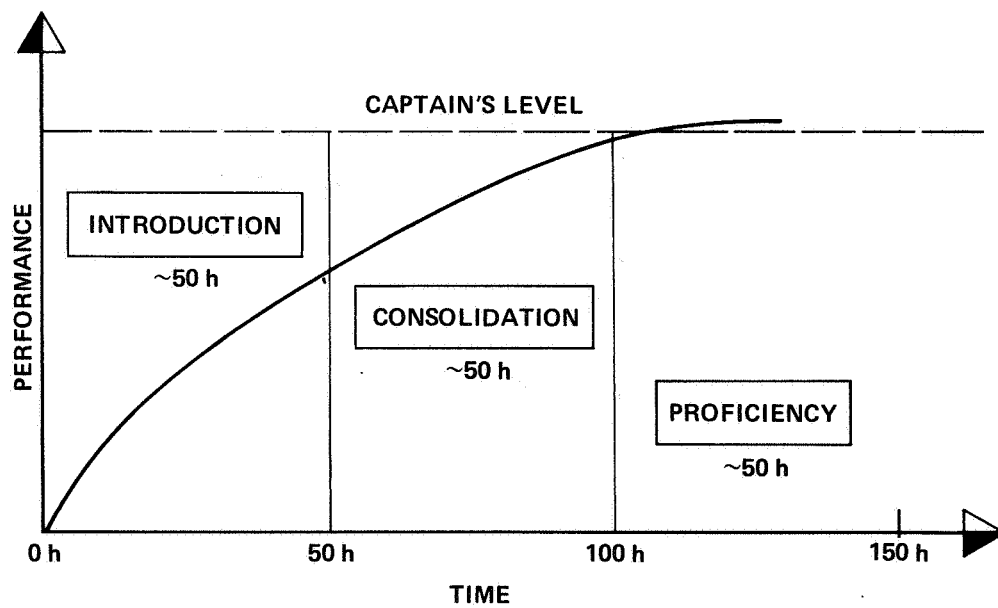 CAPTAIN'S LEVEL
INTRODUCTION
~50 h
CONSOLIDATION
~50 h
PROFICIENCY
~50 h
PERFORMANCE
0 h
50 h
100 h
150 h
TIME